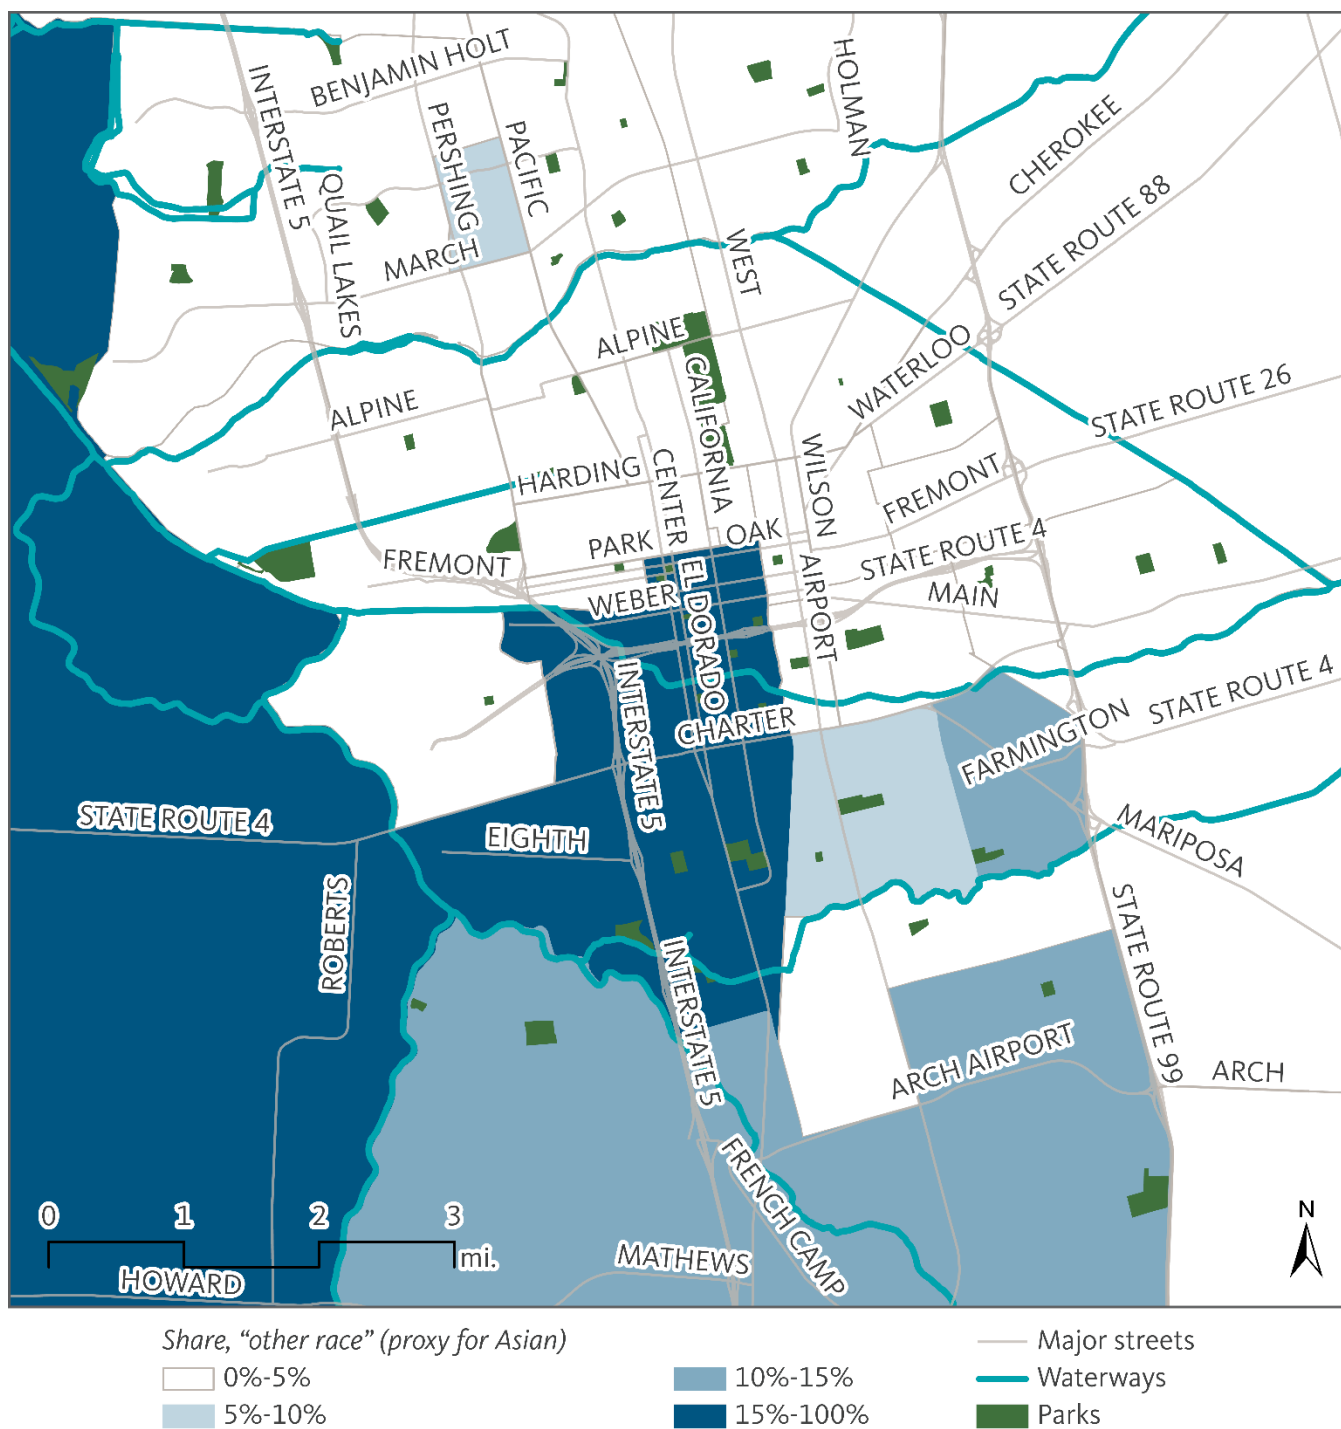 BENJAMIN HOLT
HOLMAN
INTERSTATE 5
PERSHING
PACIFIC
CHEROKEE
QUAIL LAKES
STATE ROUTE 88
MARCH
WEST
ALPINE
WATERLOO
CALIFORNIA
STATE ROUTE 26
ALPINE
HARDING
CENTER
WILSON
FREMONT
PARK
OAK
STATE ROUTE 4
FREMONT
EL DORADO
AIRPORT
WEBER
MAIN
INTERSTATE 5
STATE ROUTE 4
CHARTER
FARMINGTON
STATE ROUTE 4
EIGHTH
MARIPOSA
ROBERTS
STATE ROUTE 99
INTERSTATE 5
ARCH AIRPORT
ARCH
FRENCH CAMP
0 1 2 3
mi.
N
MATHEWS
HOWARD
Share, “other race” (proxy for Asian)
0%-5%
5%-10%
10%-15%
15%-100%
Major streets
Waterways
Parks